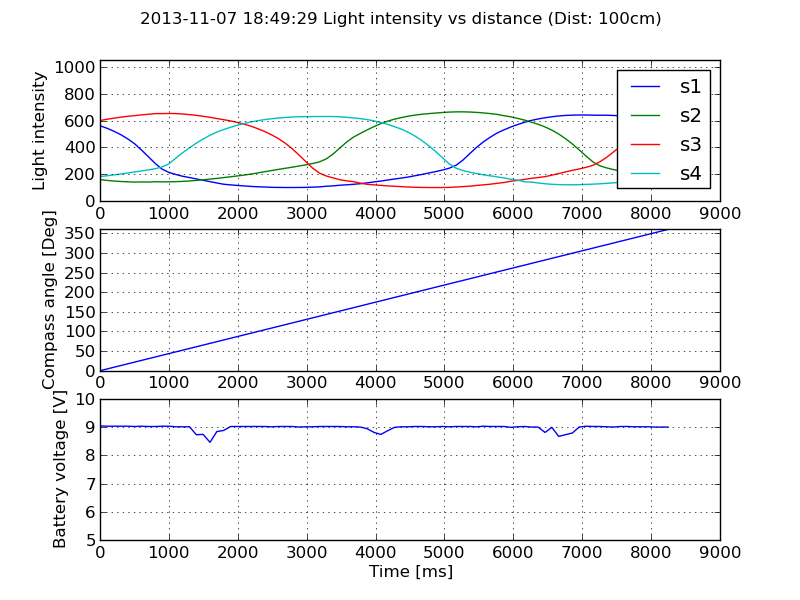 2013-11-07 18:49:29 Light intensity vs distance (Dist: 100cm)
Light intensity
1000
800
600
400
200
0
s1
s2
s3
s4
0 1000 2000 3000 4000 5000 6000 7000 8000 9000
Compass angle [Deg]
350
300
250
200
150
100
50
0
0 1000 2000 3000 4000 5000 6000 7000 8000 9000
Battery voltage [V]
10
9
8
7
6
5
0 1000 2000 3000 4000 5000 6000 7000 8000 9000
Time [ms]